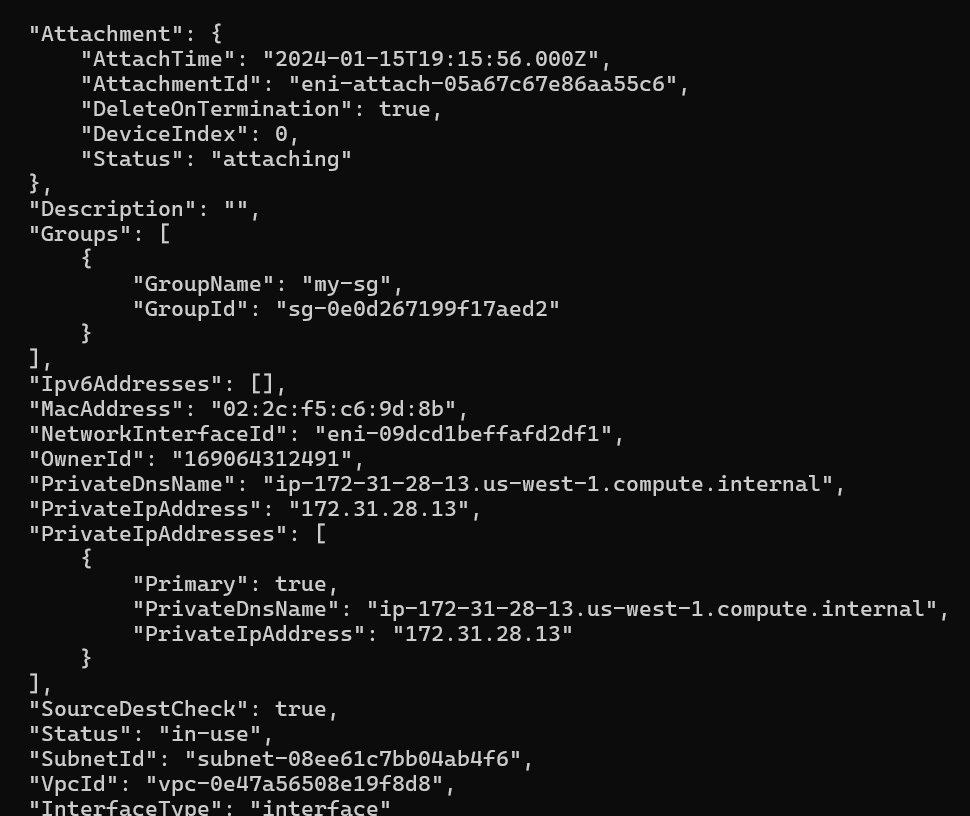 "Attachment": {
"AttachTime": "2024-01-15T19:15:56.000Z",
"AttachmentId": "eni-attach-05a67c67e86aa55c6",
"DeleteOnTermination": true,
"DeviceIndex": 0,
"Status": "attaching"
},
"Description": "",
"Groups": [
{
"GroupName": "my-sg",
"GroupId": "sg-0e0d267199f17aed2"
}
],
"Ipv6Addresses": [],
"MacAddress": "02:2c:f5:c6:9d:8b",
"NetworkInterfaceId": "eni-09dcd1beffafd2df1",
"OwnerId": "169064312491",
"PrivateDnsName": "ip-172-31-28-13.us-west-1.compute.internal",
"PrivateIpAddress": "172.31.28.13",
"PrivateIpAddresses": [
{
"Primary": true,
"PrivateDnsName": "ip-172-31-28-13.us-west-1.compute.internal",
"PrivateIpAddress": "172.31.28.13"
}
],
"SourceDestCheck": true,
"Status": "in-use",
"SubnetId": "subnet-08ee61c7bb04ab4f6",
"VpcId": "vpc-0e47a56508e19f8d8",
"InterfaceType": "interface"